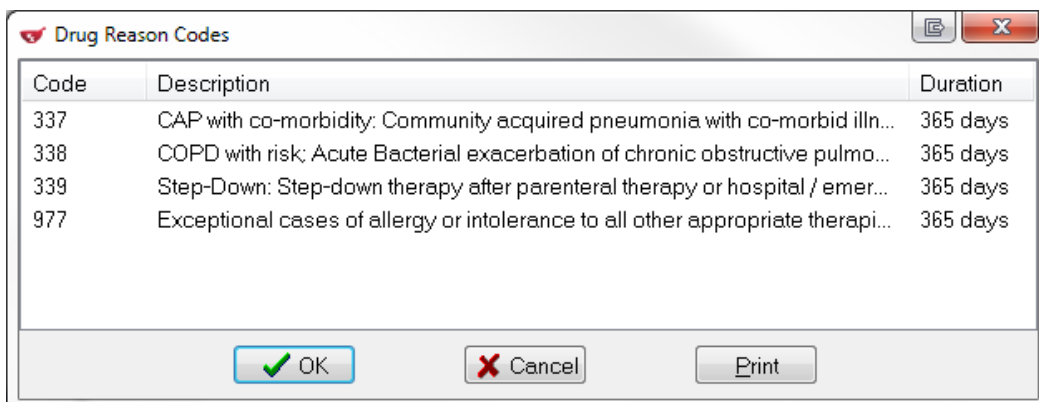 Drug Reason Codes
Code Description Duration
337 CAP with co-morbidity: Community acquired pneumonia with co-morbid illn... 365 days
338 COPD with risk; Acute Bacterial exacerbation of chronic obstructive pulmo... 365 days
339 Step-Down: Step-down therapy after parenteral therapy or hospital / emer... 365 days
977 Exceptional cases of allergy or intolerance to all other appropriate therapi... 365 days
OK Cancel Print